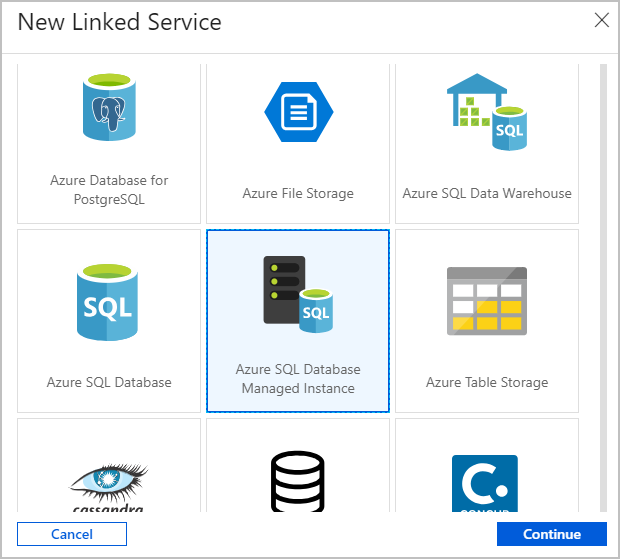 New Linked Service
Azure Database for
PostgreSQL
Azure File Storage
SQL
Azure SQL Data Warehouse
SQL
Azure SQL Database
SQL
Azure SQL Database
Managed Instance
Azure Table Storage
cassandra
C.
CONCUR
Cancel
Continue